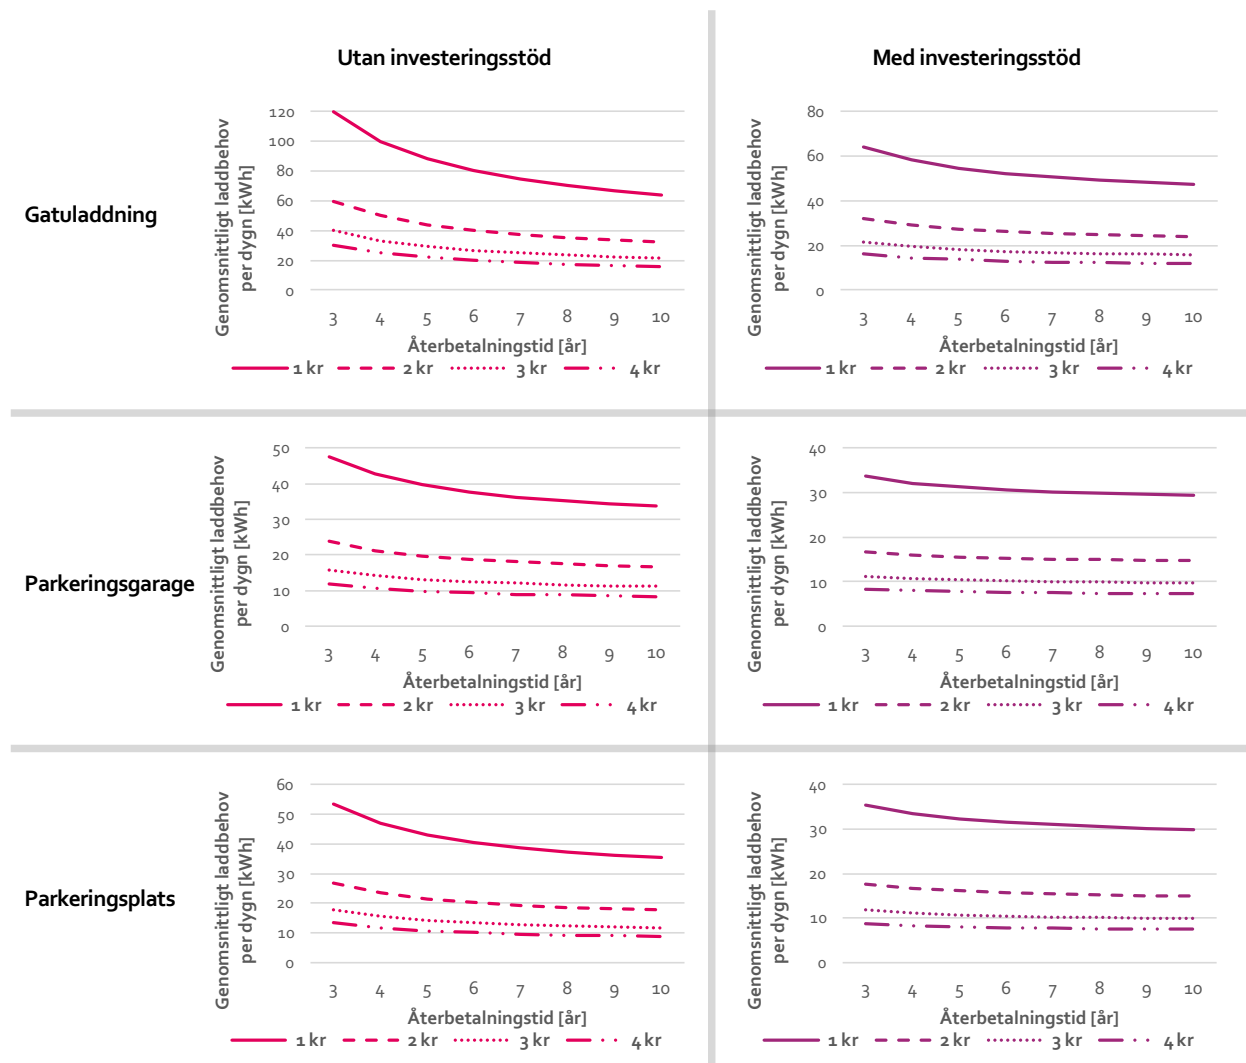 Utan investeringsstöd
Med investeringsstöd
Gatuladdning
Genomsnittligt laddbehov
per dygn [kWh]
120
100
80
60
40
20
0
3 4 5 6 7 8 9 10
Återbetalningstid [år]
1 kr 2 kr 3 kr 4 kr
Genomsnittligt laddbehov
per dygn [kWh]
80
60
40
20
0
3 4 5 6 7 8 9 10
Återbetalningstid [år]
1 kr 2 kr 3 kr 4 kr
Parkeringsgarage
Genomsnittligt laddbehov
per dygn [kWh]
50
40
30
20
10
0
3 4 5 6 7 8 9 10
Återbetalningstid [år]
1 kr 2 kr 3 kr 4 kr
Genomsnittligt laddbehov
per dygn [kWh]
40
30
20
10
0
3 4 5 6 7 8 9 10
Återbetalningstid [år]
1 kr 2 kr 3 kr 4 kr
Parkeringsplats
Genomsnittligt laddbehov
per dygn [kWh]
60
50
40
30
20
10
0
3 4 5 6 7 8 9 10
Återbetalningstid [år]
1 kr 2 kr 3 kr 4 kr
Genomsnittligt laddbehov
per dygn [kWh]
40
30
20
10
0
3 4 5 6 7 8 9 10
Återbetalningstid [år]
1 kr 2 kr 3 kr 4 kr